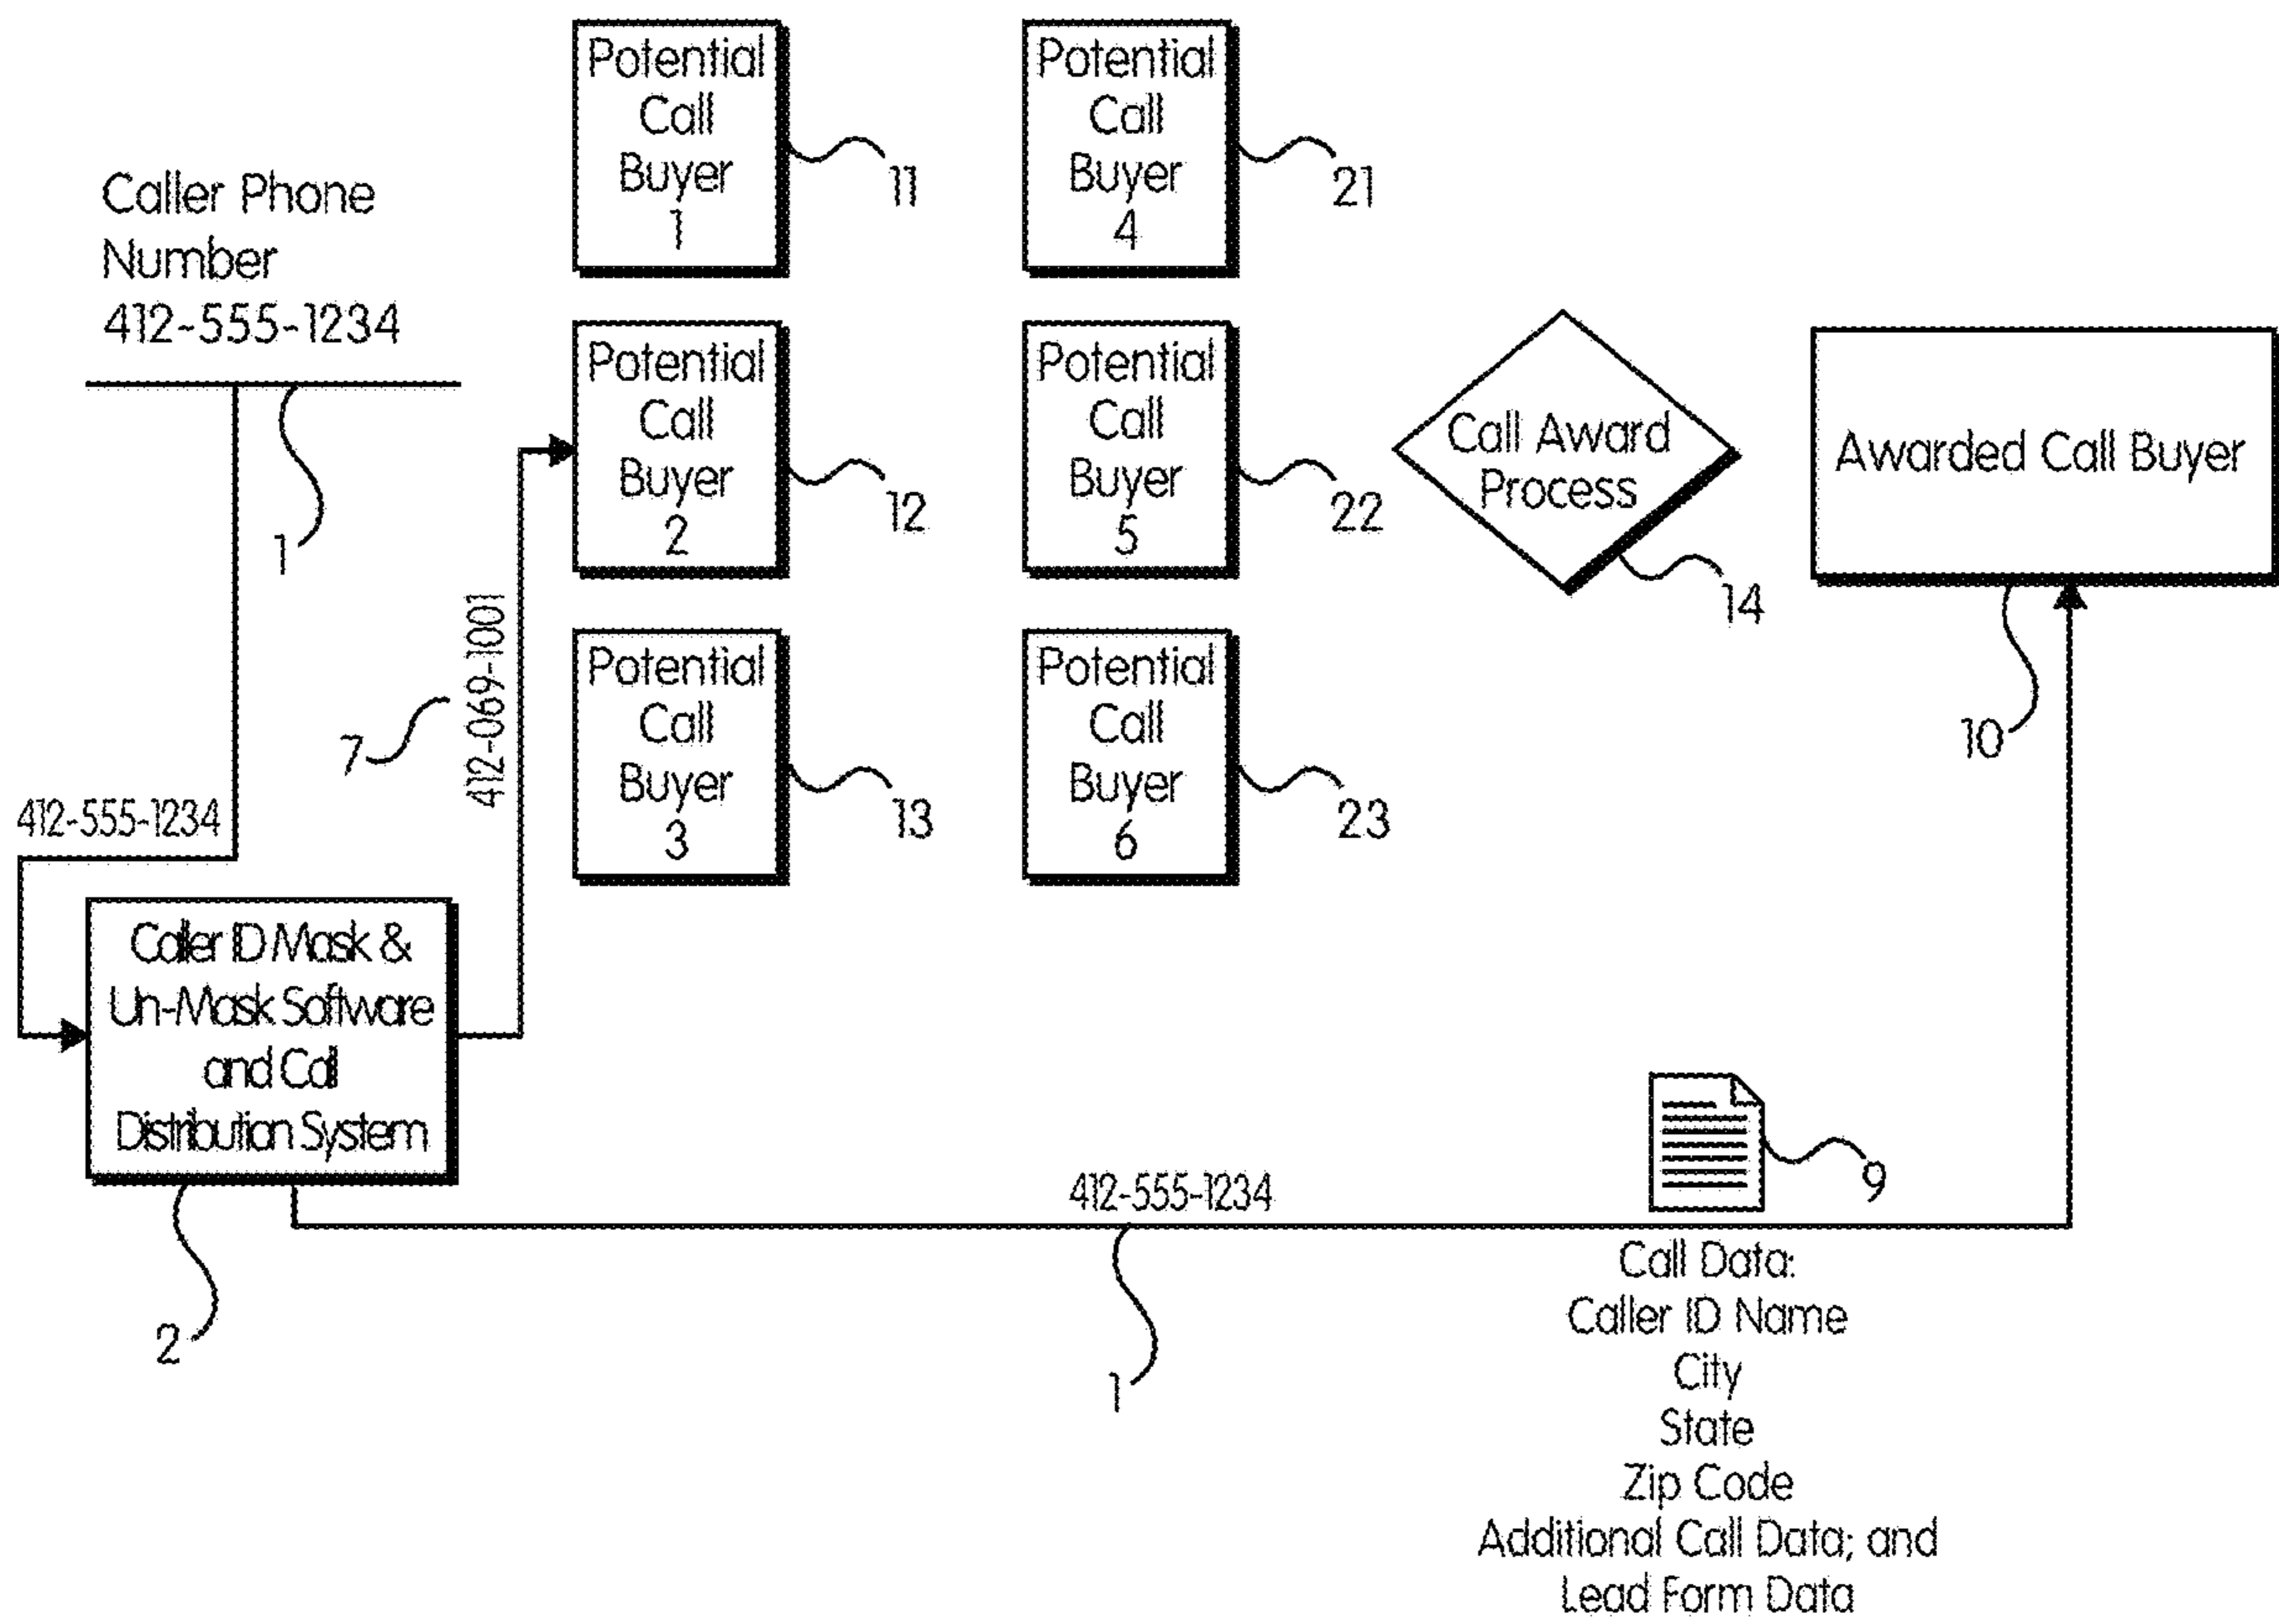 Caller Phone
Number
412-555-1234
1
412-555-1234
Caller ID Mask &
Un-Mask Software
and Call
Distribution System
2
7
412-069-1001
Potential
Call
Buyer
1
11
Potential
Call
Buyer
2
12
Potential
Call
Buyer
3
13
Potential
Call
Buyer
4
21
Potential
Call
Buyer
5
22
Potential
Call
Buyer
6
23
Call Award
Process
14
Awarded Call Buyer
10
412-555-1234
1
9
Call Data:
Caller ID Name
City
State
Zip Code
Additional Call Data; and
Lead Form Data